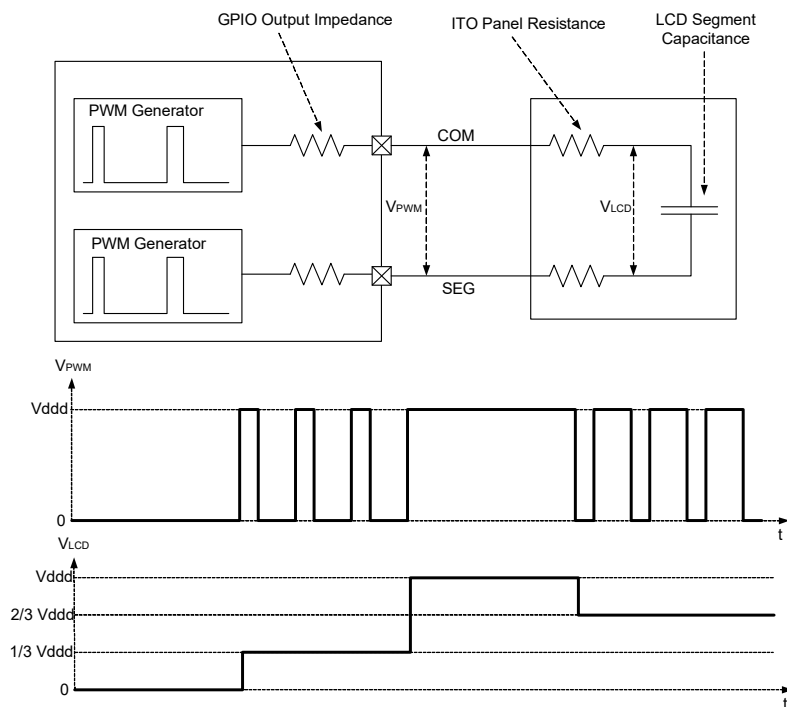 GPIO Output Impedance
ITO Panel Resistance
LCD Segment
Capacitance
PWM Generator
COM
VPWM
VLCD
PWM Generator
SEG
VPWM
Vddd
0
t
VLCD
Vddd
2/3 Vddd
1/3 Vddd
0
t